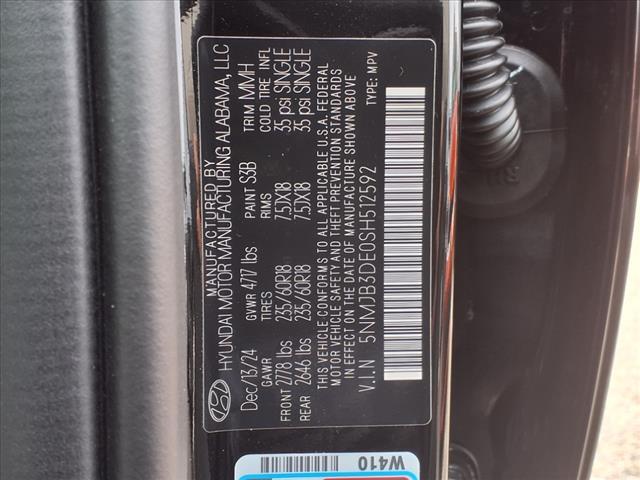 MANUFACTURED BY
HYUNDAI MOTOR MANUFACTURING ALABAMA, LLC
Dec/13/24 GVWR 4717 lbs PAINT S3B TRIM MMH
GAWR TIRES RIMS COLD TIRE INFL
FRONT 2778 lbs 235/60R18 7.5JX18 35 psi SINGLE
REAR 2646 lbs 235/60R18 7.5JX18 35 psi SINGLE
THIS VEHICLE CONFORMS TO ALL APPLICABLE U.S.A. FEDERAL
MOTOR VEHICLE SAFETY AND THEFT PREVENTION STANDARDS
IN EFFECT ON THE DATE OF MANUFACTURE SHOWN ABOVE
V.I.N 5NMJB3DE0SH512592 TYPE: MPV
W410